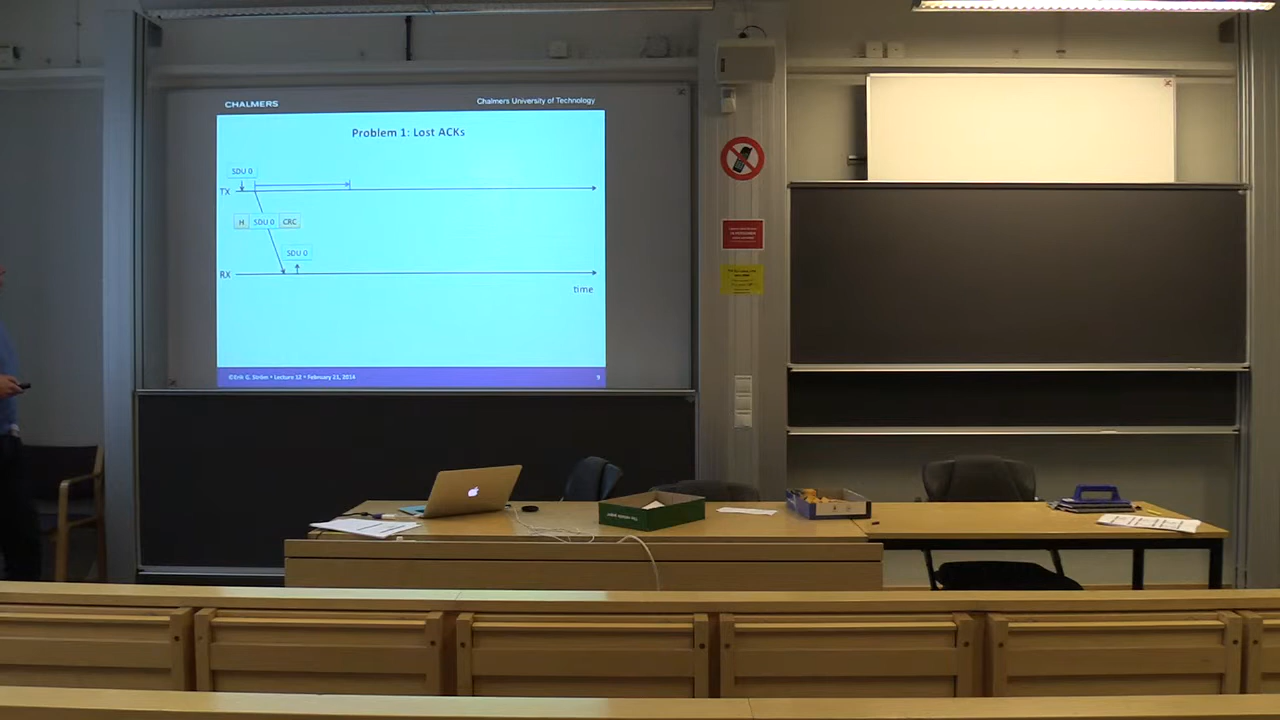 CHALMERS
Chalmers University of Technology
Problem 1: Lost ACKs
SDU 0
TX
H SDU 0 CRC
SDU 0
RX
time
©Erik G. Ström • Lecture 12 • February 21, 2014
9